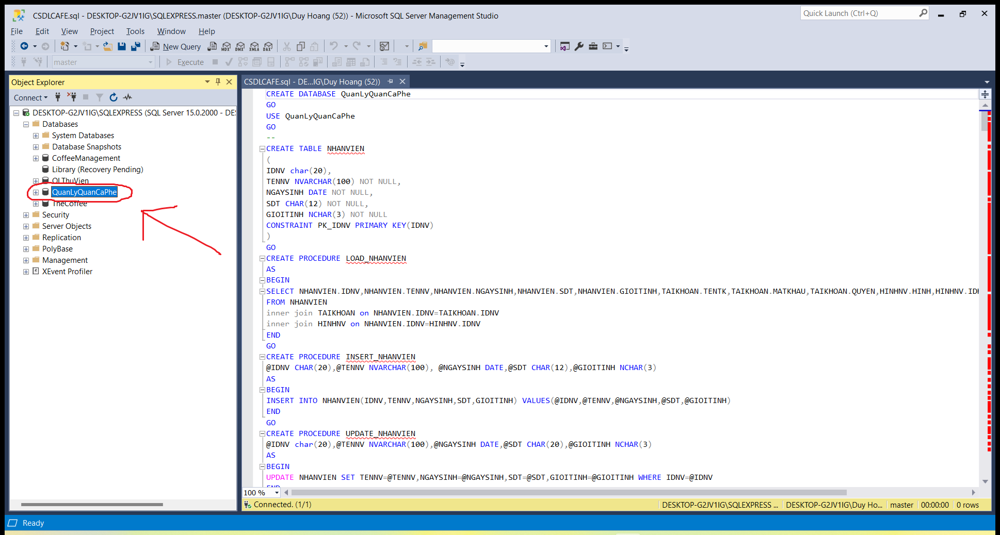 CSDLCAFE.sql - DESKTOP-G2JV1IG\SQLEXPRESS.master (DESKTOP-G2JV1IG\Duy Hoang (52)) - Microsoft SQL Server Management Studio
Quick Launch (Ctrl+Q)
File Edit View Project Tools Window Help
New Query MDX DMX XMLA DAX
master Execute
Object Explorer
Connect
DESKTOP-G2JV1IG\SQLEXPRESS (SQL Server 15.0.2000 - DE
Databases
System Databases
Database Snapshots
CoffeeManagement
Library (Recovery Pending)
QLThuVien
QuanLyQuanCaPhe
TheCoffee
Security
Server Objects
Replication
PolyBase
Management
XEvent Profiler
CSDLCAFE.sql - DE...IG\Duy Hoang (52))
CREATE DATABASE QuanLyQuanCaPhe
GO
USE QuanLyQuanCaPhe
GO
--
CREATE TABLE NHANVIEN
(
IDNV char(20),
TENNV NVARCHAR(100) NOT NULL,
NGAYSINH DATE NOT NULL,
SDT CHAR(12) NOT NULL,
GIOITINH NCHAR(3) NOT NULL
CONSTRAINT PK_IDNV PRIMARY KEY(IDNV)
)
GO
CREATE PROCEDURE LOAD_NHANVIEN
AS
BEGIN
SELECT NHANVIEN.IDNV,NHANVIEN.TENNV,NHANVIEN.NGAYSINH,NHANVIEN.SDT,NHANVIEN.GIOITINH,TAIKHOAN.TENTK,TAIKHOAN.MATKHAU,TAIKHOAN.QUYEN,HINHNV.HINH,HINHNV.IDH
FROM NHANVIEN
inner join TAIKHOAN on NHANVIEN.IDNV=TAIKHOAN.IDNV
inner join HINHNV on NHANVIEN.IDNV=HINHNV.IDNV
END
GO
CREATE PROCEDURE INSERT_NHANVIEN
@IDNV CHAR(20),@TENNV NVARCHAR(100), @NGAYSINH DATE,@SDT CHAR(12),@GIOITINH NCHAR(3)
AS
BEGIN
INSERT INTO NHANVIEN(IDNV,TENNV,NGAYSINH,SDT,GIOITINH) VALUES(@IDNV,@TENNV,@NGAYSINH,@SDT,@GIOITINH)
END
GO
CREATE PROCEDURE UPDATE_NHANVIEN
@IDNV char(20),@TENNV NVARCHAR(100),@NGAYSINH DATE,@SDT CHAR(20),@GIOITINH NCHAR(3)
AS
BEGIN
UPDATE NHANVIEN SET TENNV=@TENNV,NGAYSINH=@NGAYSINH,SDT=@SDT,GIOITINH=@GIOITINH WHERE IDNV=@IDNV
END
100 %
Connected. (1/1) DESKTOP-G2JV1IG\SQLEXPRESS ... DESKTOP-G2JV1IG\Duy Ho... master 00:00:00 0 rows
Ready